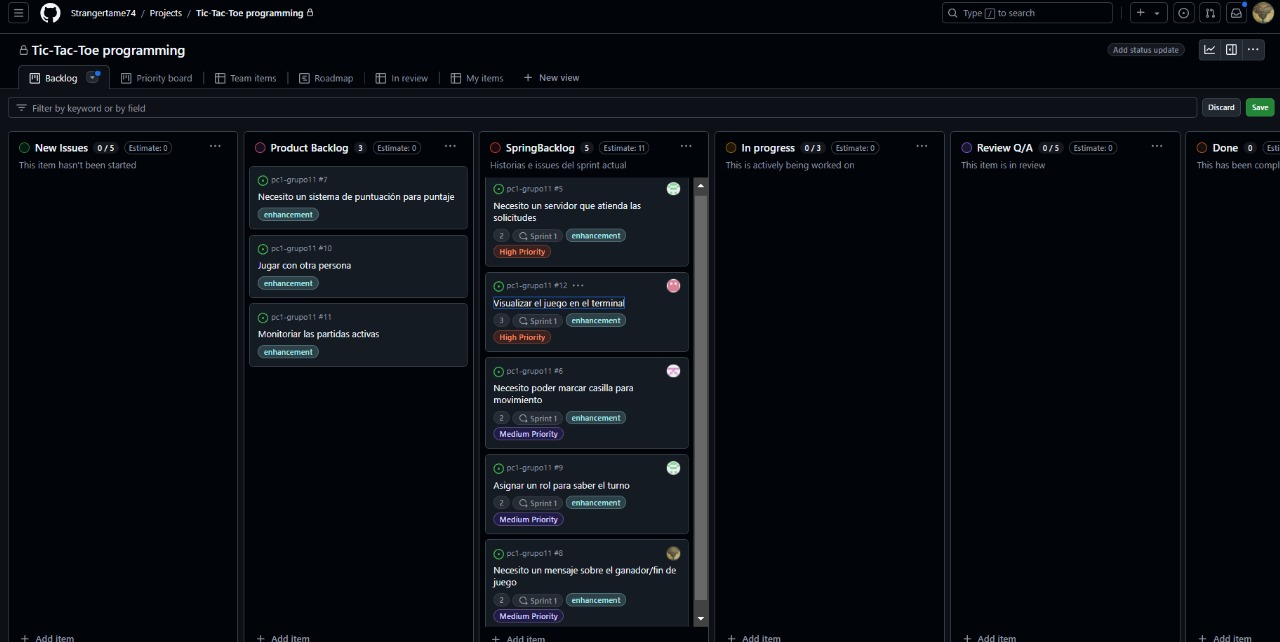 Strangertame74 / Projects / Tic-Tac-Toe programming
Type / to search
Tic-Tac-Toe programming
Add status update
Backlog
Priority board
Team items
Roadmap
In review
My items
+ New view
Filter by keyword or by field
Discard
Save
New Issues 0 / 5 Estimate: 0
This item hasn't been started
+ Add item
Product Backlog 3 Estimate: 0
pc1-grupo11 #7
Necesito un sistema de puntuación para puntaje
enhancement
pc1-grupo11 #10
Jugar con otra persona
enhancement
pc1-grupo11 #11
Monitoriar las partidas activas
enhancement
+ Add item
SpringBacklog 5 Estimate: 11
Historias e issues del sprint actual
pc1-grupo11 #5
Necesito un servidor que atienda las
solicitudes
2 Sprint 1 enhancement
High Priority
pc1-grupo11 #12 ...
Visualizar el juego en el terminal
3 Sprint 1 enhancement
High Priority
pc1-grupo11 #6
Necesito poder marcar casilla para
movimiento
2 Sprint 1 enhancement
Medium Priority
pc1-grupo11 #9
Asignar un rol para saber el turno
2 Sprint 1 enhancement
Medium Priority
pc1-grupo11 #8
Necesito un mensaje sobre el ganador/fin de
juego
2 Sprint 1 enhancement
Medium Priority
+ Add item
In progress 0 / 3 Estimate: 0
This is actively being worked on
+ Add item
Review Q/A 0 / 5 Estimate: 0
This item is in review
+ Add item
Done 0 Esti
This has been compl
+ Add item